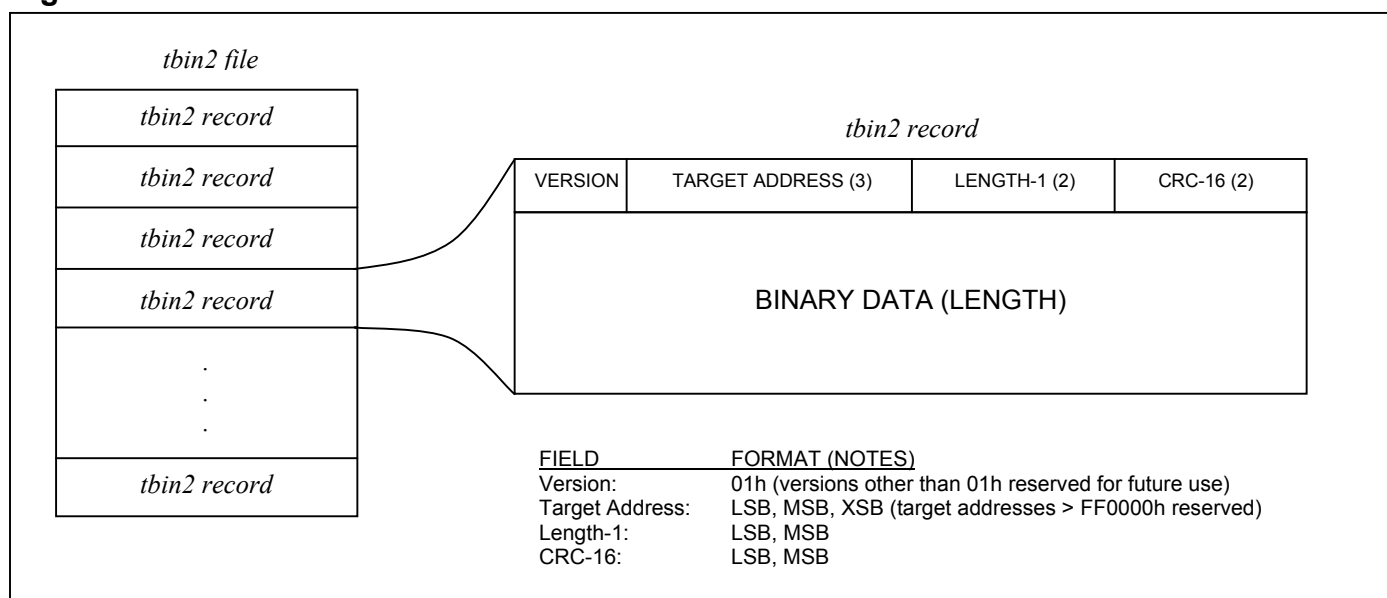 tbin2 file
tbin2 record
tbin2 record
tbin2 record
tbin2 record
.
.
.
tbin2 record
tbin2 record
VERSION TARGET ADDRESS (3) LENGTH-1 (2) CRC-16 (2)
BINARY DATA (LENGTH)
FIELD FORMAT (NOTES)
Version: 01h (versions other than 01h reserved for future use)
Target Address: LSB, MSB, XSB (target addresses > FF0000h reserved)
Length-1: LSB, MSB
CRC-16: LSB, MSB